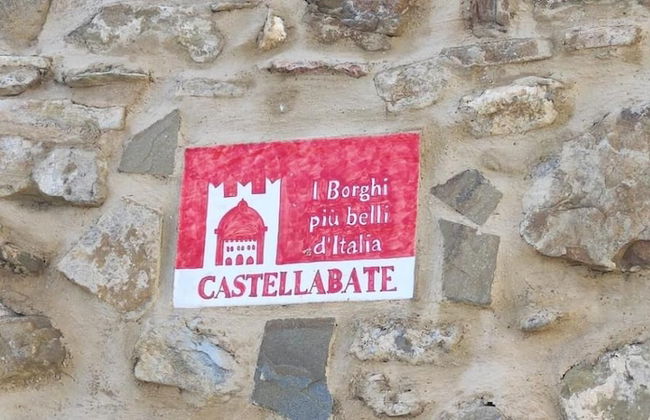 I Borghi
più belli
d'Italia
CASTELLABATE